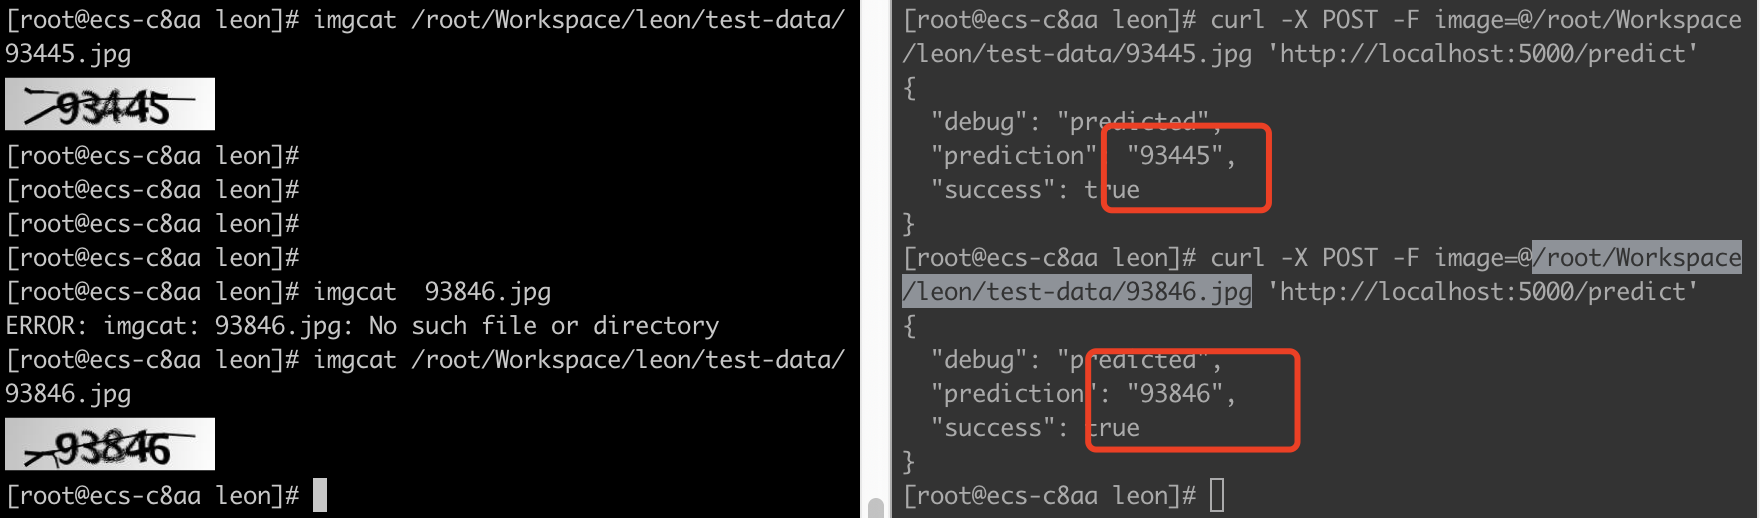 [root@ecs-c8aa leon]# imgcat /root/Workspace/leon/test-data/
93445.jpg
93445
[root@ecs-c8aa leon]#
[root@ecs-c8aa leon]#
[root@ecs-c8aa leon]#
[root@ecs-c8aa leon]#
[root@ecs-c8aa leon]# imgcat  93846.jpg
ERROR: imgcat: 93846.jpg: No such file or directory
[root@ecs-c8aa leon]# imgcat /root/Workspace/leon/test-data/
93846.jpg
93846
[root@ecs-c8aa leon]#
[root@ecs-c8aa leon]# curl -X POST -F image=@/root/Workspace
/leon/test-data/93445.jpg 'http://localhost:5000/predict'
{
  "debug": "predicted",
  "prediction": "93445",
  "success": true
}
[root@ecs-c8aa leon]# curl -X POST -F image=@/root/Workspace
/leon/test-data/93846.jpg 'http://localhost:5000/predict'
{
  "debug": "predicted",
  "prediction": "93846",
  "success": true
}
[root@ecs-c8aa leon]#